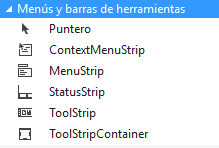 Menús y barras de herramientas
Puntero
ContextMenuStrip
MenuStrip
StatusStrip
ToolStrip
ToolStripContainer